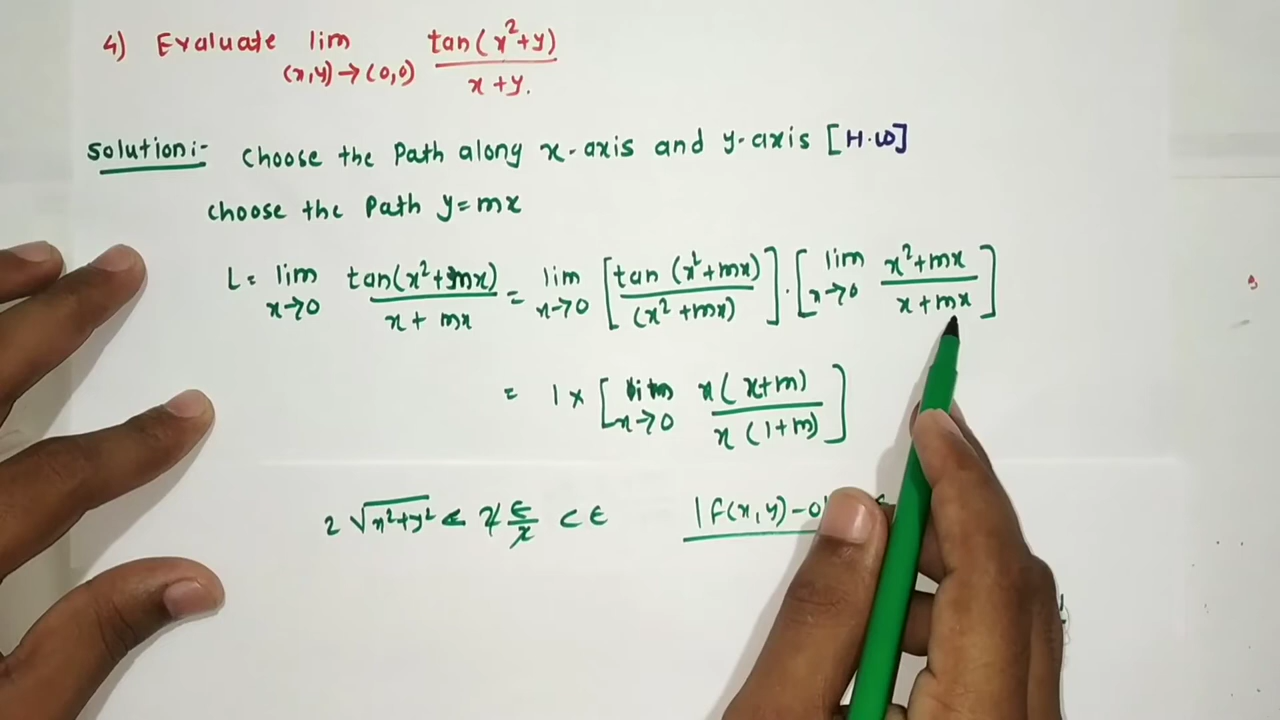 4) Evaluate lim (x,y)→(0,0) tan(x²+y) / x+y.
Solution:- Choose the Path along x-axis and y-axis [H.W]
Choose the Path y=mx
L= lim x→0 tan(x²+mx) / x+mx = lim x→0 [tan(x²+mx) / (x²+mx)] · [lim x→0 x²+mx / x+mx]
= 1 × [lim x→0 x(x+m) / x(1+m)]
2 √x²+y² < 2 ε/2 < ε |f(x,y)-0|